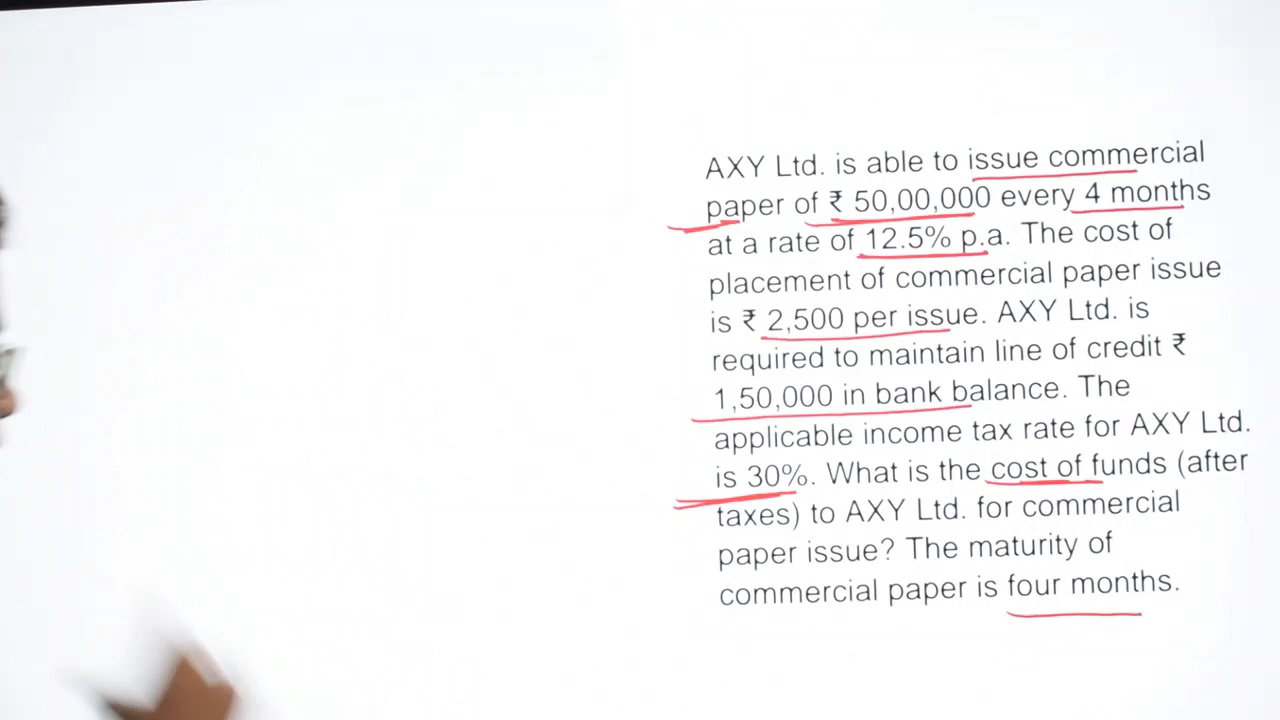 AXY Ltd. is able to issue commercial
paper of ₹ 50,00,000 every 4 months
at a rate of 12.5% p.a. The cost of
placement of commercial paper issue
is ₹ 2,500 per issue. AXY Ltd. is
required to maintain line of credit ₹
1,50,000 in bank balance. The
applicable income tax rate for AXY Ltd.
is 30%. What is the cost of funds (after
taxes) to AXY Ltd. for commercial
paper issue? The maturity of
commercial paper is four months.